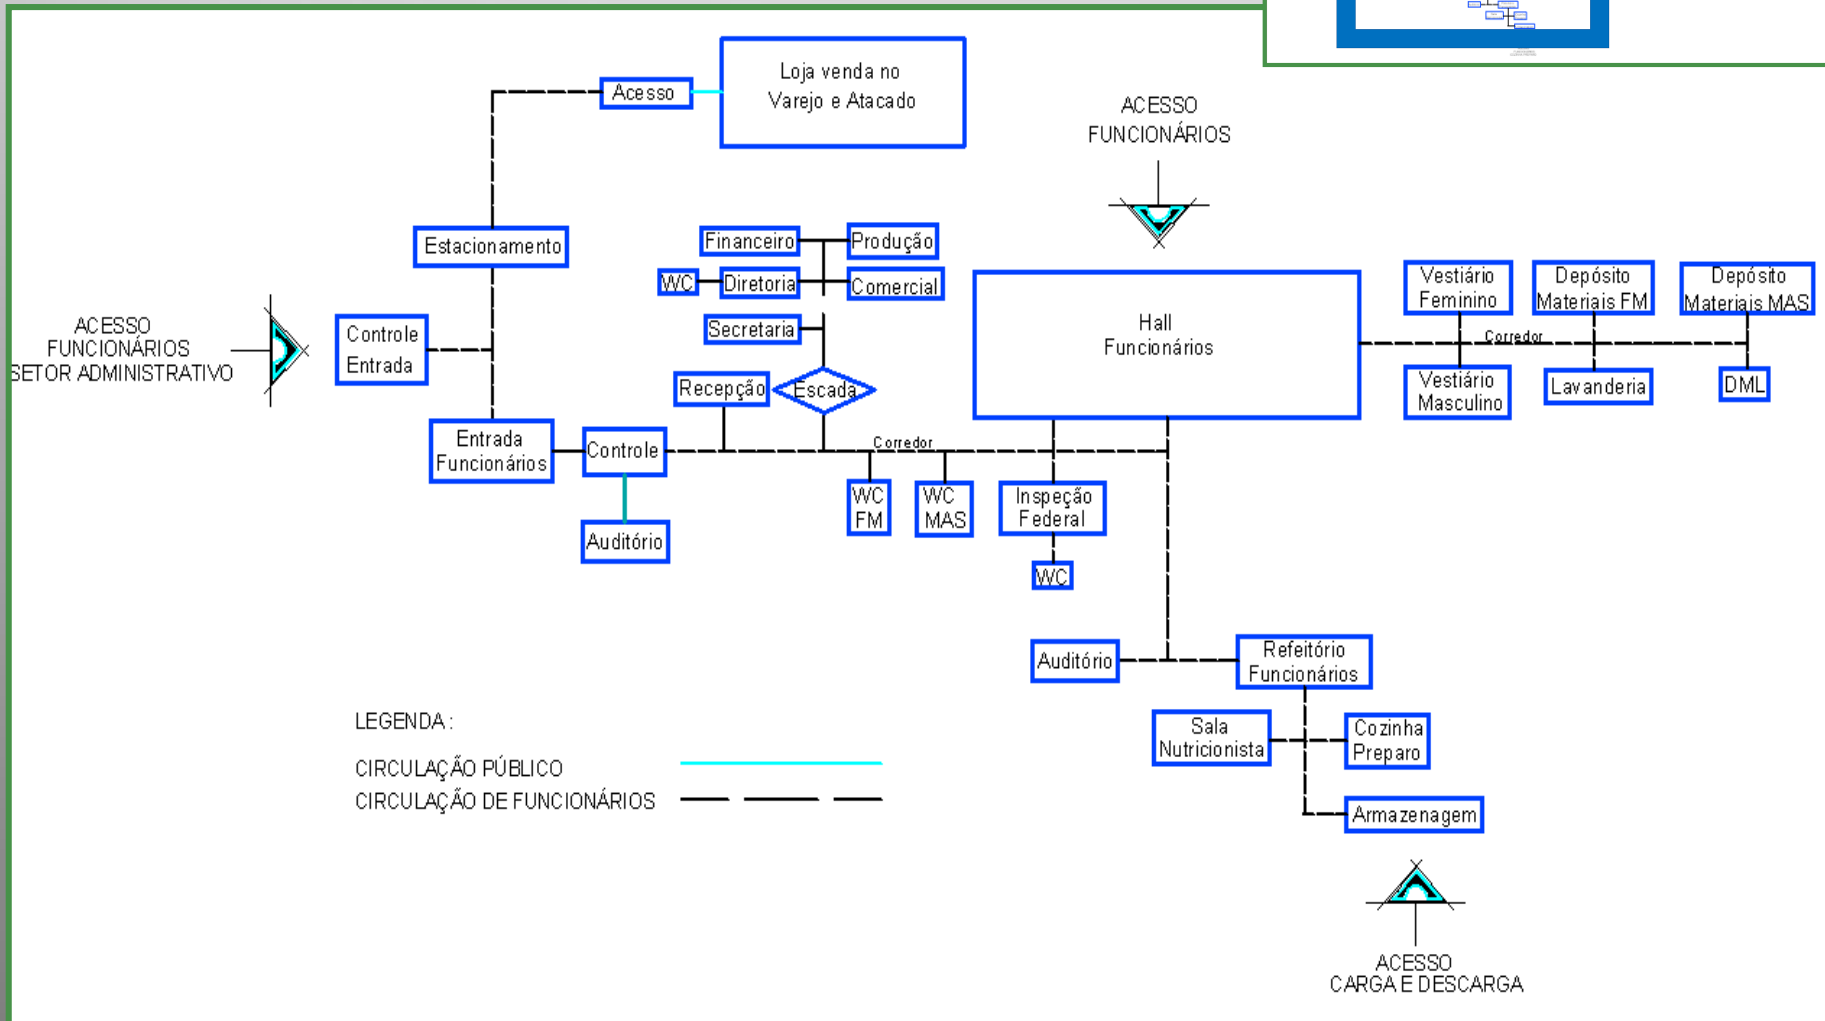 Loja venda no
Varejo e Atacado
Acesso
ACESSO
FUNCIONÁRIOS
Estacionamento
Financeiro
Produção
WC
Diretoria
Comercial
Secretaria
Vestiário
Feminino
Depósito
Materiais FM
Depósito
Materiais MAS
ACESSO
FUNCIONÁRIOS
SETOR ADMINISTRATIVO
Controle
Entrada
Hall
Funcionários
Corredor
Recepção
Escada
Vestiário
Masculino
Lavanderia
DML
Entrada
Funcionários
Controle
Corredor
WC
FM
WC
MAS
Inspeção
Federal
Auditório
WC
Auditório
Refeitório
Funcionários
Sala
Nutricionista
Cozinha
Preparo
Armazenagem
LEGENDA :
CIRCULAÇÃO PÚBLICO
CIRCULAÇÃO DE FUNCIONÁRIOS
ACESSO
CARGA E DESCARGA